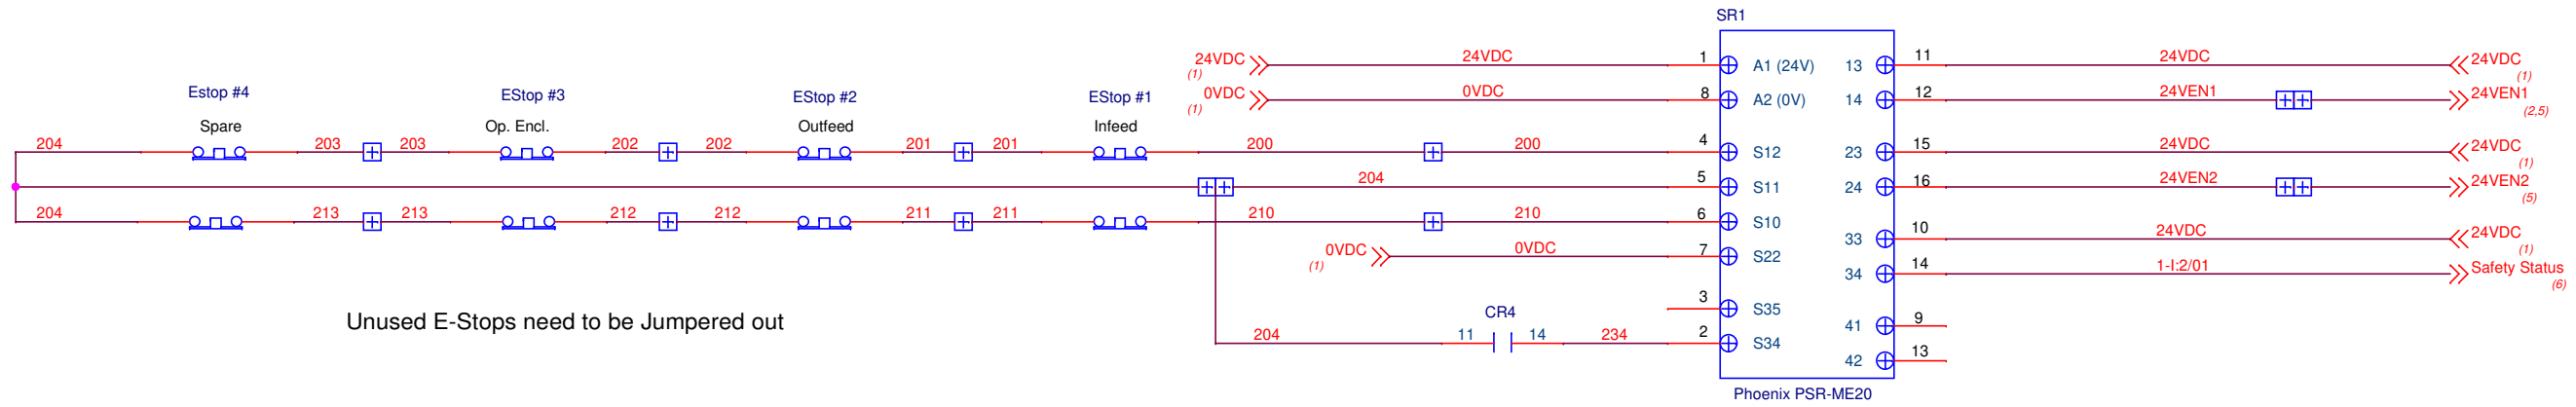 SR1
24VDC
(1)
24VDC
1
A1 (24V)
13
11
24VDC
24VDC
(1)
0VDC
(1)
0VDC
8
A2 (0V)
14
12
24VEN1
24VEN1
(2,5)
Estop #4
EStop #3
EStop #2
EStop #1
Spare
Op. Encl.
Outfeed
Infeed
204
203
203
202
202
201
201
200
200
4
S12
23
15
24VDC
24VDC
(1)
204
5
S11
24
16
24VEN2
24VEN2
(5)
204
213
213
212
212
211
211
210
210
6
S10
33
10
24VDC
24VDC
(1)
0VDC
(1)
0VDC
7
S22
34
14
1-I:2/01
Safety Status
(6)
3
S35
41
9
Unused E-Stops need to be Jumpered out
CR4
204
11
14
234
2
S34
42
13
Phoenix PSR-ME20